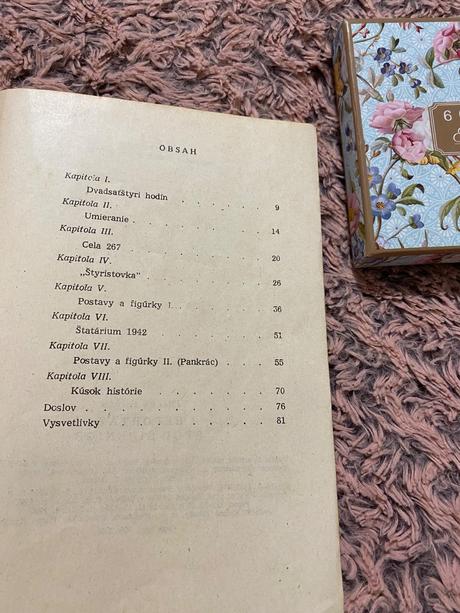 OBSAH
Kapitola I.
Dvadsaťštyri hodín . . . . . . 9
Kapitola II.
Umieranie . . . . . . . . 14
Kapitola III.
Cela 267 . . . . . . . . 20
Kapitola IV.
„Štyristovka“ . . . . . . . 26
Kapitola V.
Postavy a figúrky I. . . . . . . 36
Kapitola VI.
Štatárium 1942 . . . . . . . 51
Kapitola VII.
Postavy a figúrky II. (Pankrác) . . . . 55
Kapitola VIII.
Kúsok histórie . . . . . . . 70
Doslov . . . . . . . . . 76
Vysvetlívky . . . . . . . . 81
6